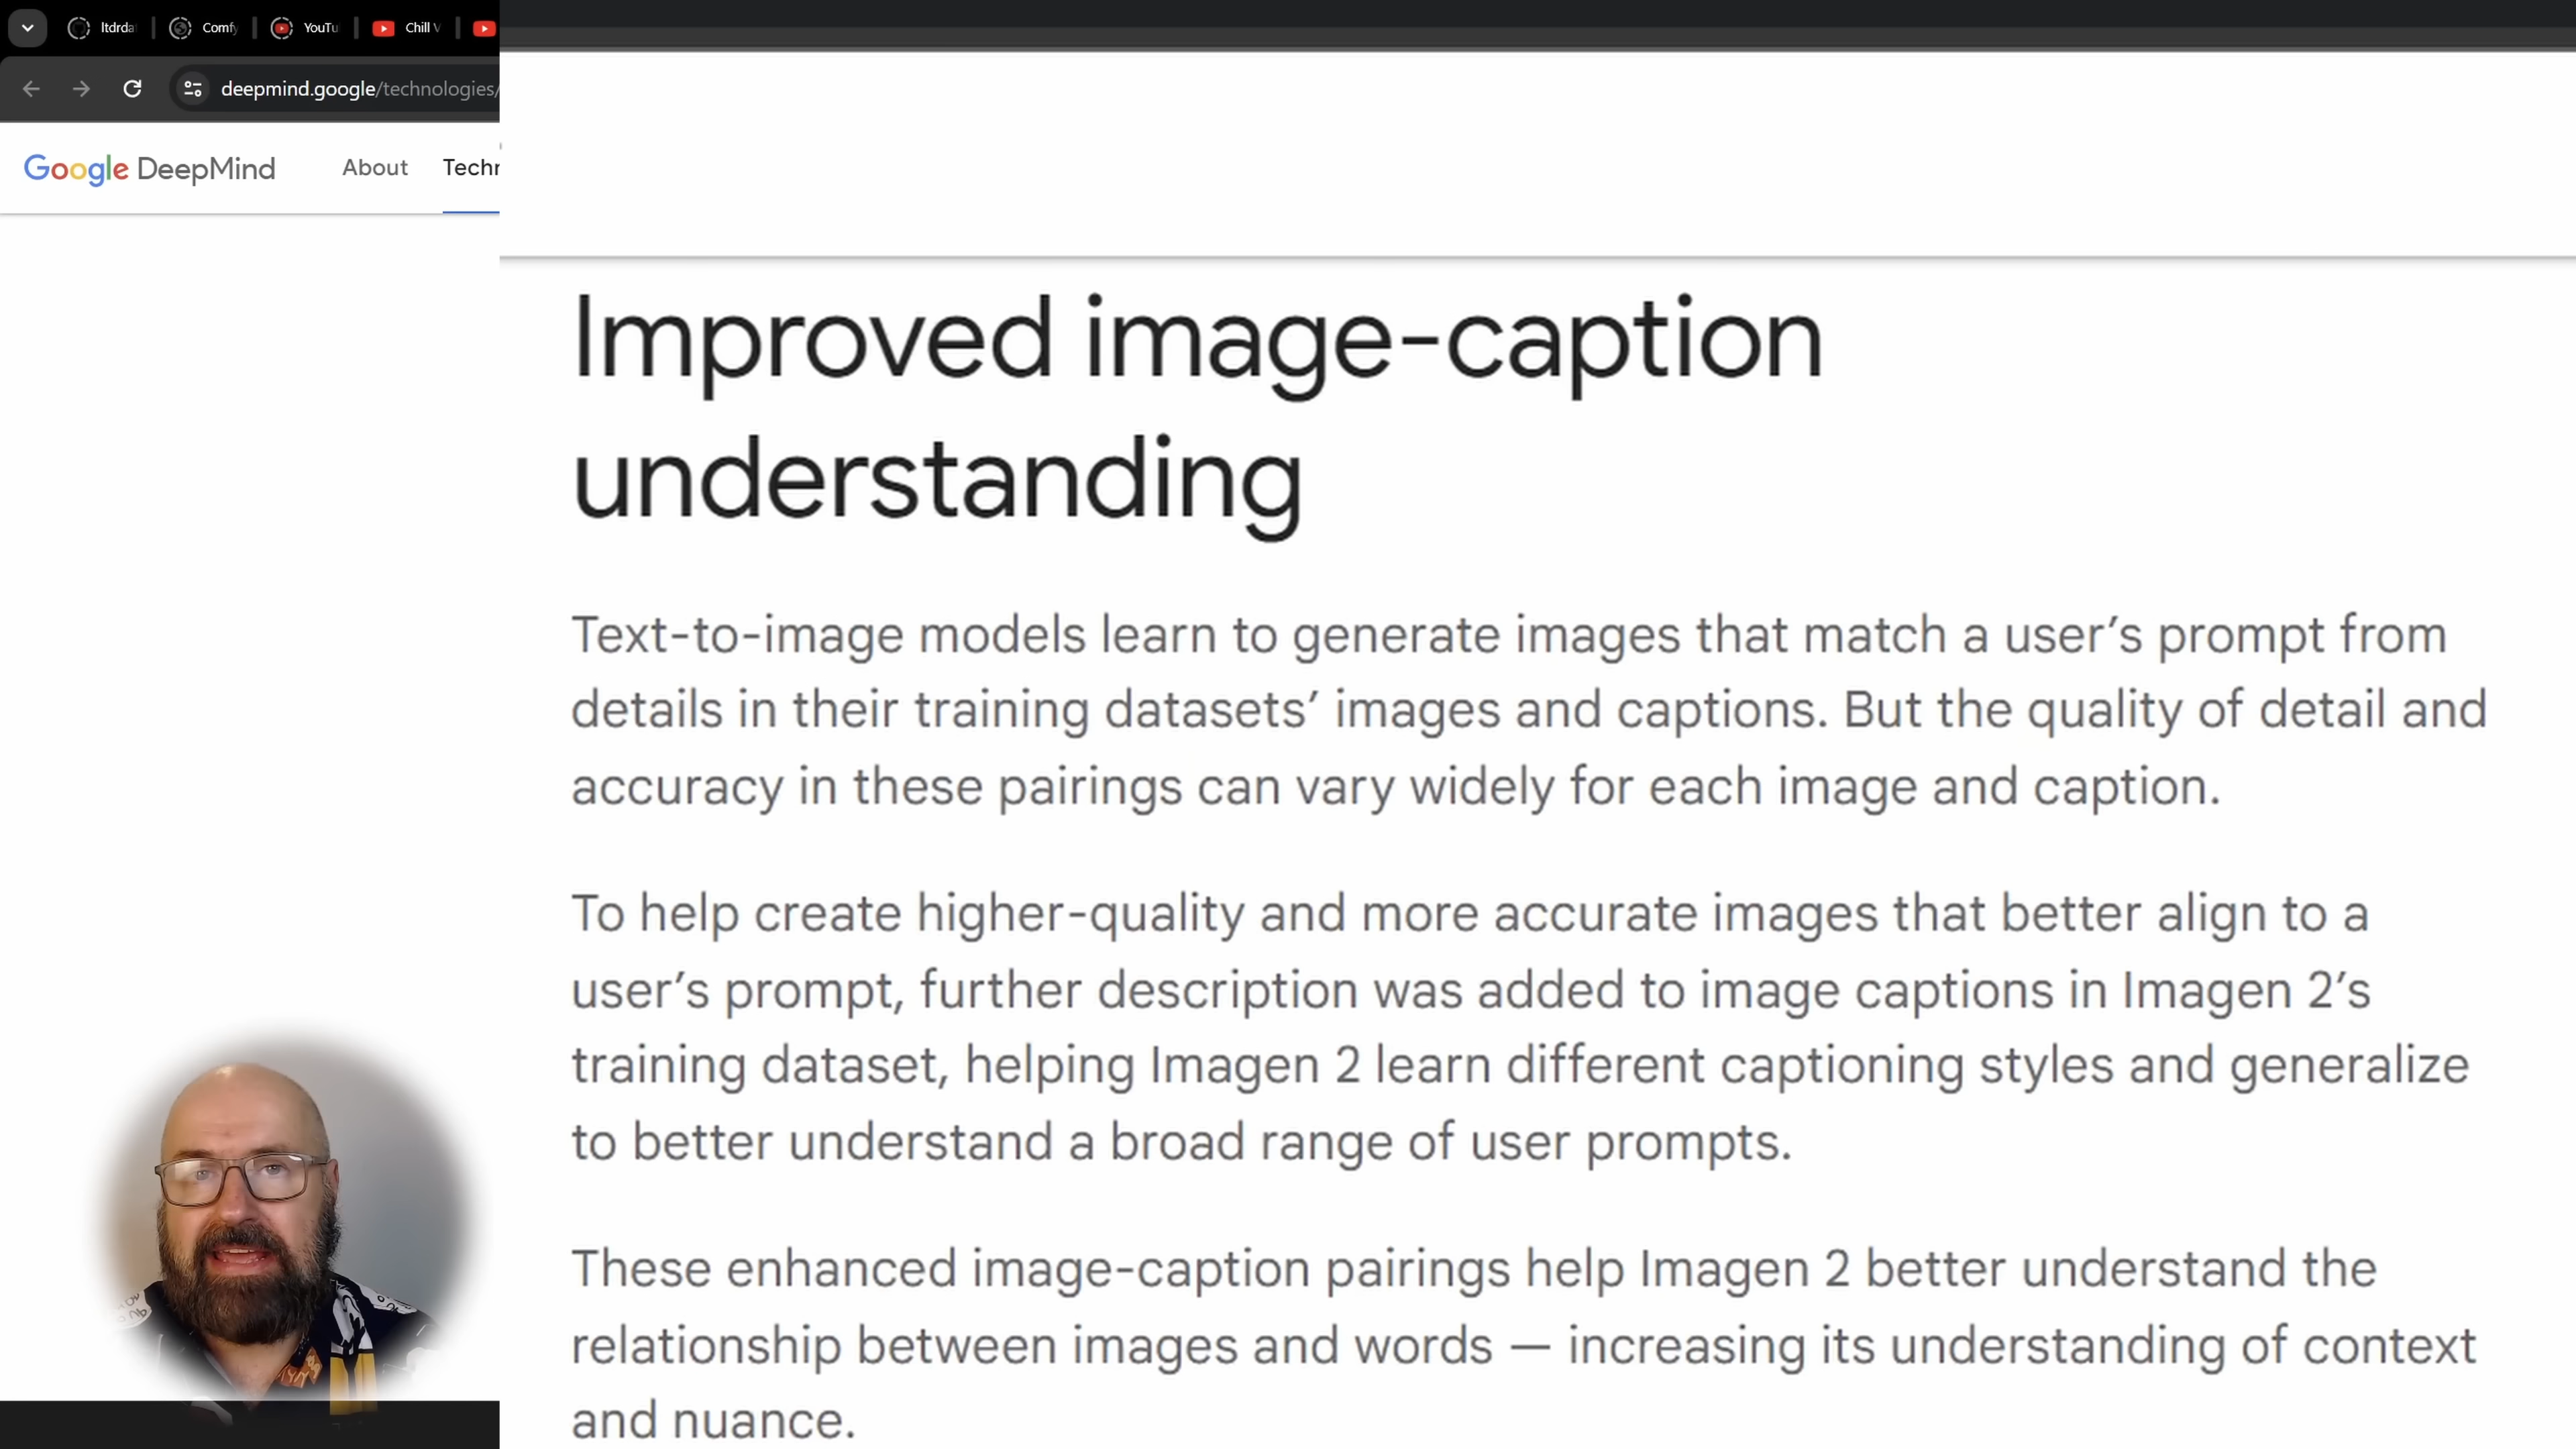 ltdrda
Comfy
YouTu
Chill V
deepmind.google/technologies/
Google DeepMind
About
Techn
Improved image-caption
understanding
Text-to-image models learn to generate images that match a user’s prompt from
details in their training datasets’ images and captions. But the quality of detail and
accuracy in these pairings can vary widely for each image and caption.
To help create higher-quality and more accurate images that better align to a
user’s prompt, further description was added to image captions in Imagen 2’s
training dataset, helping Imagen 2 learn different captioning styles and generalize
to better understand a broad range of user prompts.
These enhanced image-caption pairings help Imagen 2 better understand the
relationship between images and words — increasing its understanding of context
and nuance.